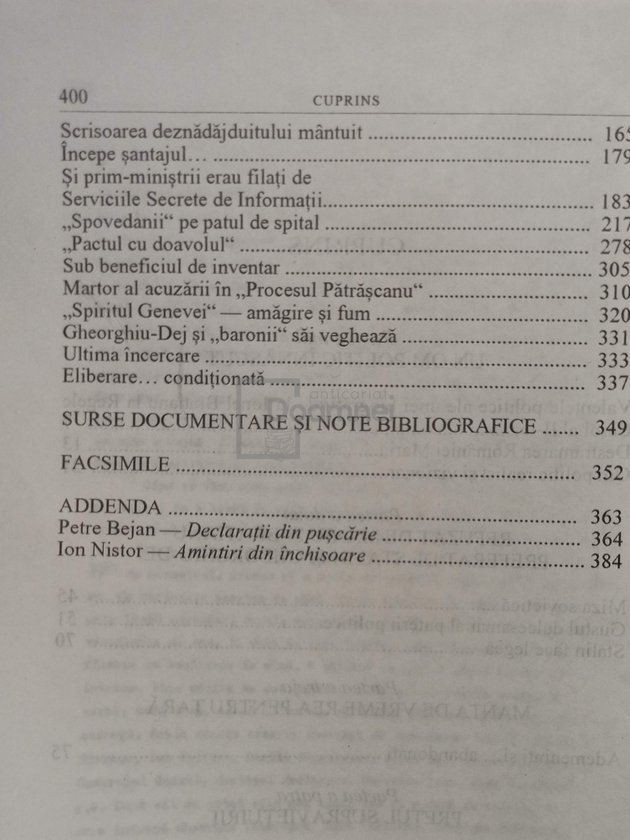 400 CUPRINS
Scrisoarea deznădăjduitului mântuit ................................ 165
Începe șantajul… ................................ 179
Și prim-miniștrii erau filați de
Serviciile Secrete de Informații................................ 183
„Spovedanii“ pe patul de spital ................................ 217
„Pactul cu doavolul“ ................................ 278
Sub beneficiul de inventar ................................ 305
Martor al acuzării în „Procesul Pătrășcanu“ ................................ 310
„Spiritul Genevei“ — amăgire și fum ................................ 320
Gheorghiu-Dej și „baronii“ săi veghează ................................ 331
Ultima încercare ................................ 333
Eliberare… condiționată ................................ 337
anticariat
Doamnei
SURSE DOCUMENTARE ȘI NOTE BIBLIOGRAFICE ...... 349
FACSIMILE ................................ 352
ADDENDA ................................ 363
Petre Bejan — Declarații din pușcărie ................................ 364
Ion Nistor — Amintiri din închisoare ................................ 384